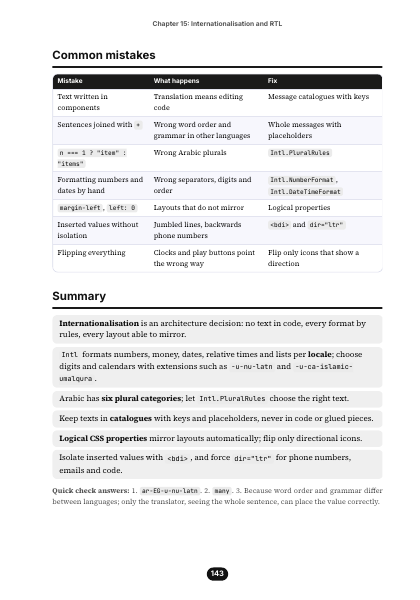 Chapter 15: Internationalisation and RTL
Common mistakes
Mistake What happens Fix
Text written in components Translation means editing code Message catalogues with keys
Sentences joined with + Wrong word order and grammar in other languages Whole messages with placeholders
n === 1 ? "item" : "items" Wrong Arabic plurals Intl.PluralRules
Formatting numbers and dates by hand Wrong separators, digits and order Intl.NumberFormat, Intl.DateTimeFormat
margin-left, left: 0 Layouts that do not mirror Logical properties
Inserted values without isolation Jumbled lines, backwards phone numbers <bdi> and dir="ltr"
Flipping everything Clocks and play buttons point the wrong way Flip only icons that show a direction
Summary
Internationalisation is an architecture decision: no text in code, every format by
rules, every layout able to mirror.
Intl formats numbers, money, dates, relative times and lists per locale; choose
digits and calendars with extensions such as -u-nu-latn and -u-ca-islamic-
umalqura.
Arabic has six plural categories; let Intl.PluralRules choose the right text.
Keep texts in catalogues with keys and placeholders, never in code or glued pieces.
Logical CSS properties mirror layouts automatically; flip only directional icons.
Isolate inserted values with <bdi>, and force dir="ltr" for phone numbers,
emails and code.
Quick check answers: 1. ar-EG-u-nu-latn. 2. many. 3. Because word order and grammar differ
between languages; only the translator, seeing the whole sentence, can place the value correctly.
143